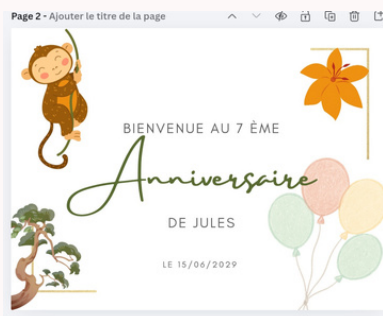 Page 2 - Ajouter le titre de la page
BIENVENUE AU 7 ÈME
Anniversaire
DE JULES
LE 15/06/2029